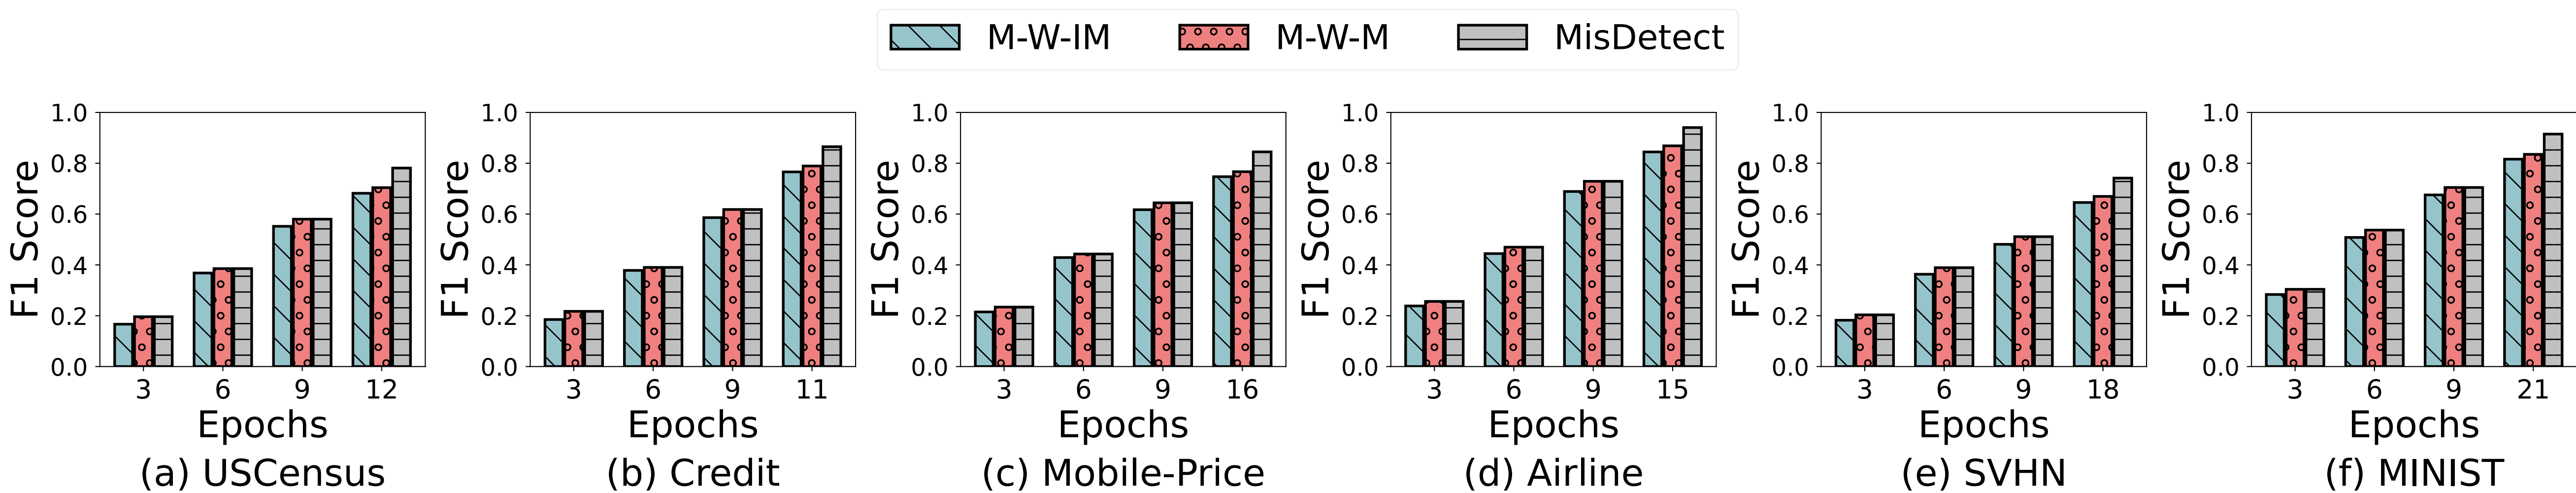 M-W-IM M-W-M MisDetect
1.0 0.8 0.6 0.4 0.2 0.0
F1 Score
3 6 9 12
Epochs
(a) USCensus
1.0 0.8 0.6 0.4 0.2 0.0
F1 Score
3 6 9 11
Epochs
(b) Credit
1.0 0.8 0.6 0.4 0.2 0.0
F1 Score
3 6 9 16
Epochs
(c) Mobile-Price
1.0 0.8 0.6 0.4 0.2 0.0
F1 Score
3 6 9 15
Epochs
(d) Airline
1.0 0.8 0.6 0.4 0.2 0.0
F1 Score
3 6 9 18
Epochs
(e) SVHN
1.0 0.8 0.6 0.4 0.2 0.0
F1 Score
3 6 9 21
Epochs
(f) MINIST